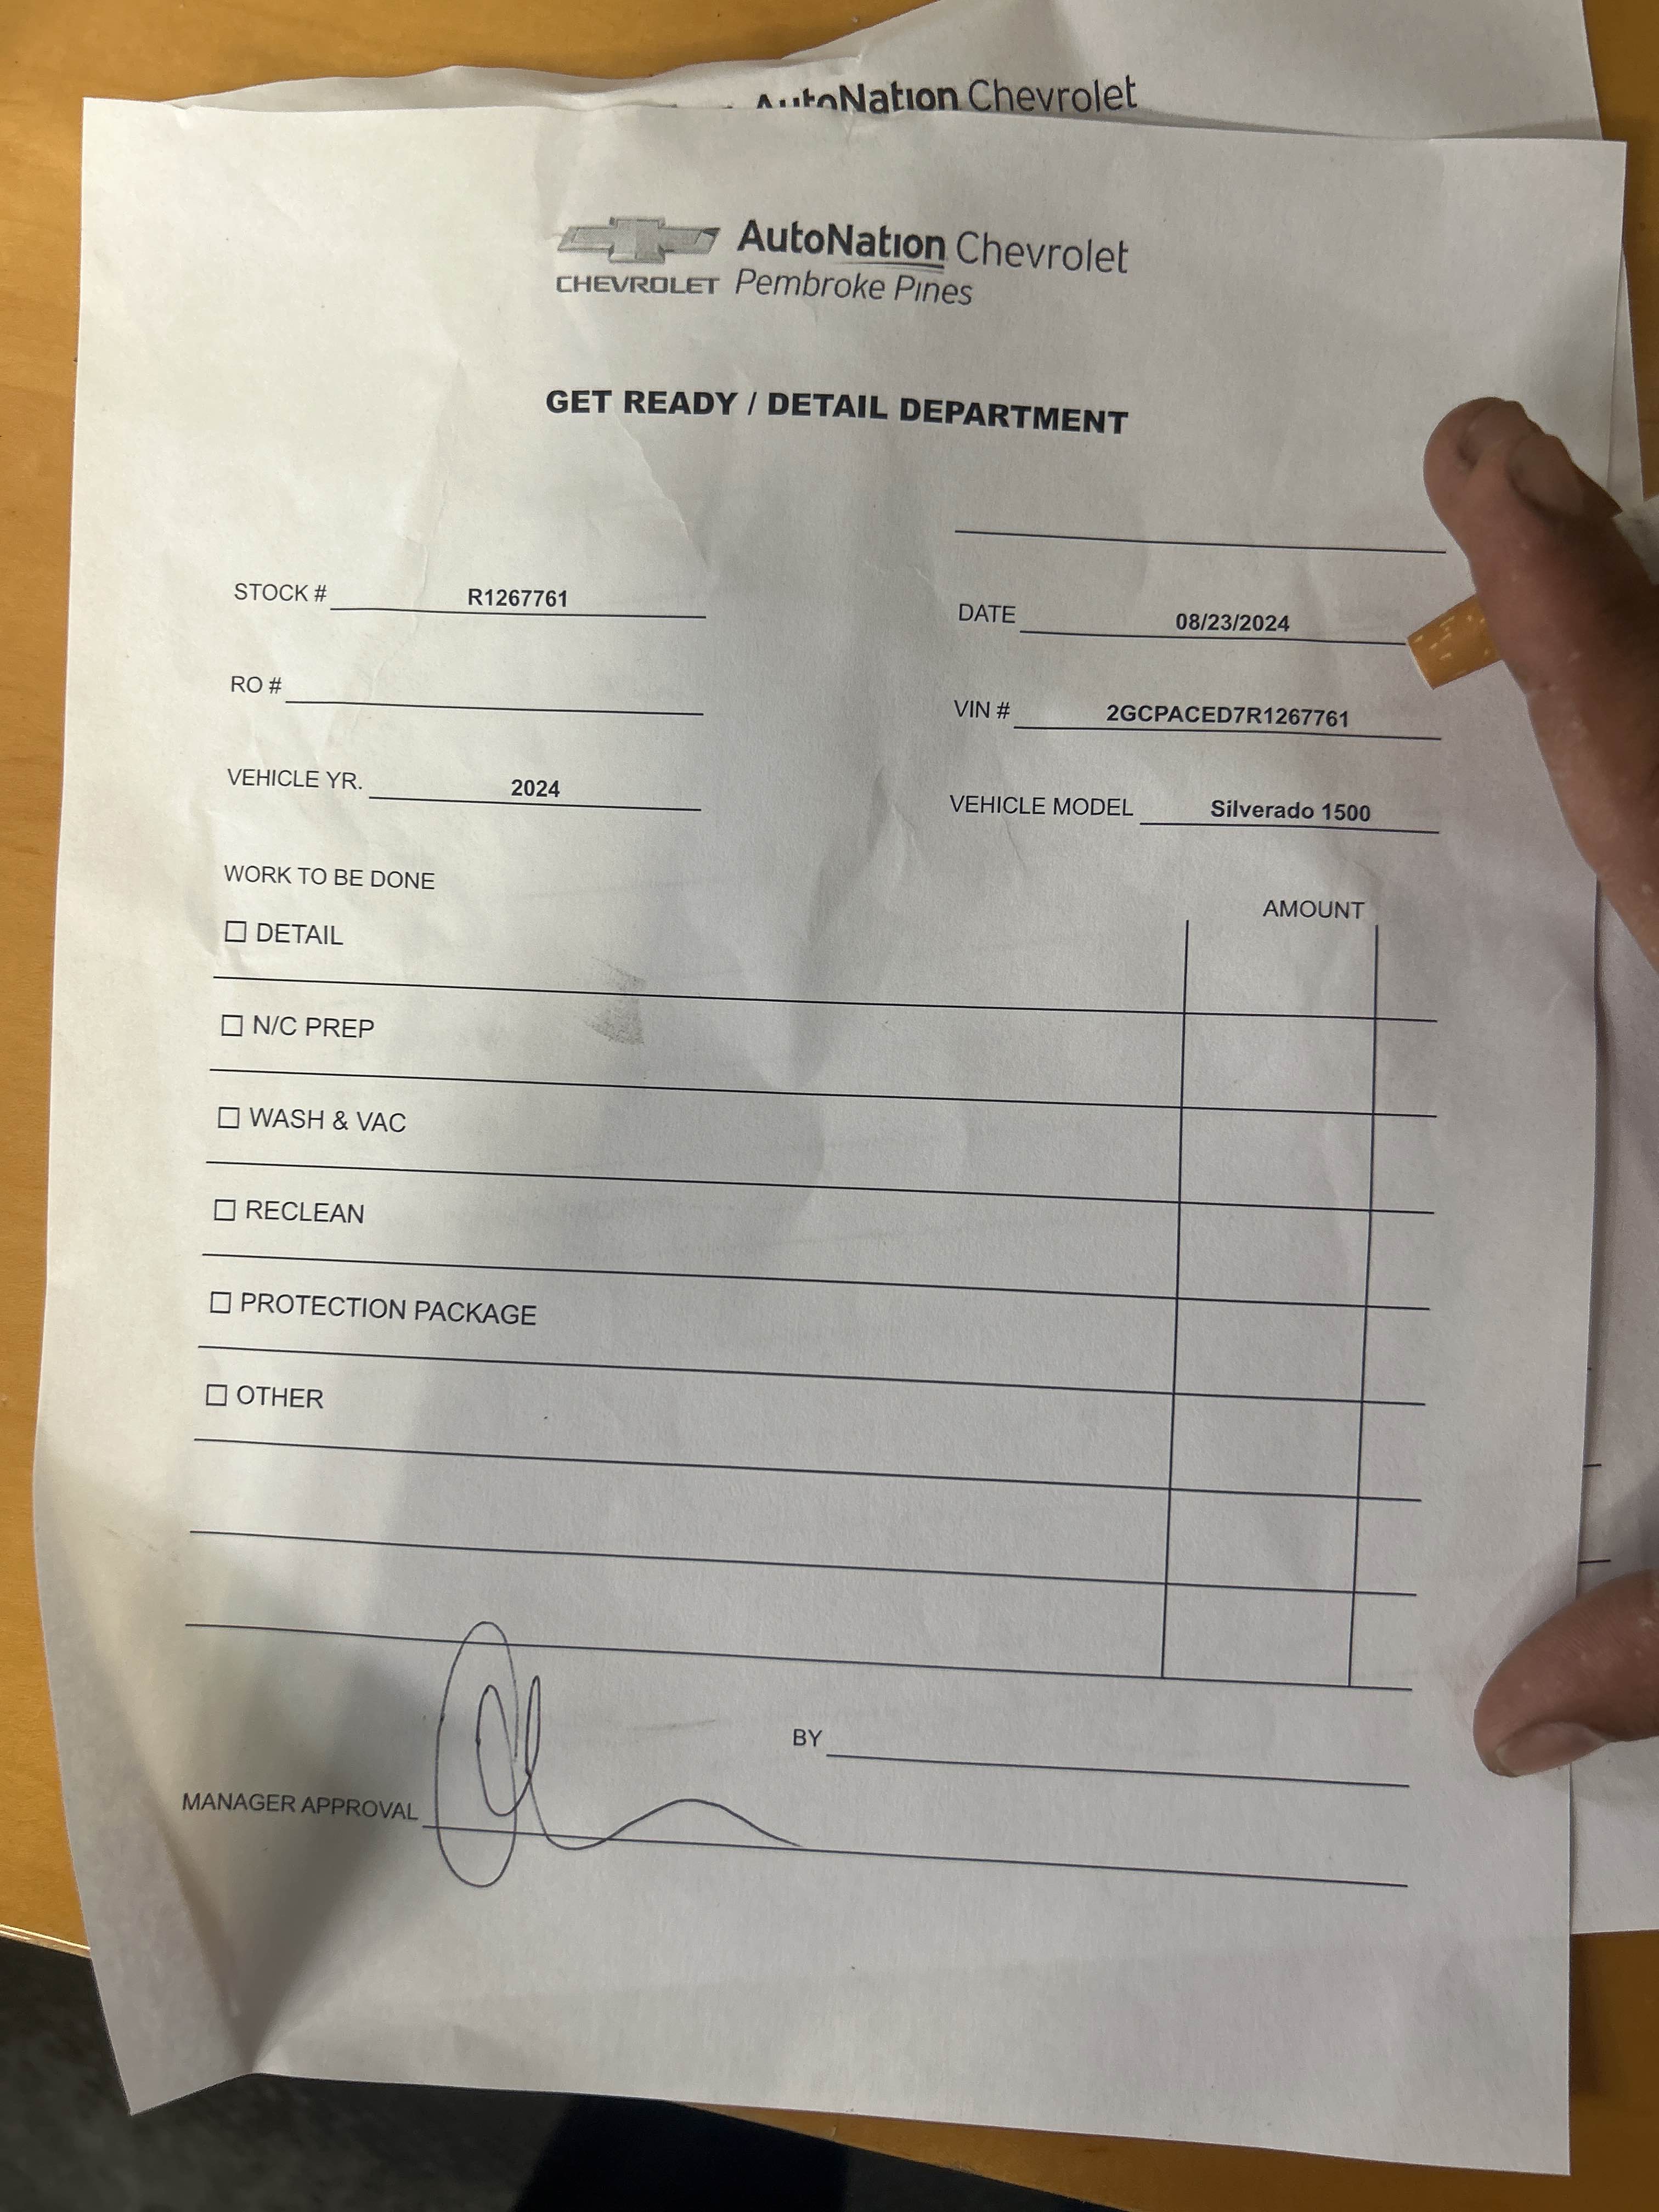 AutoNation Chevrolet
AutoNation Chevrolet
CHEVROLET Pembroke Pines
GET READY / DETAIL DEPARTMENT
STOCK # R1267761
DATE 08/23/2024
RO #
VIN # 2GCPACED7R1267761
VEHICLE YR. 2024
VEHICLE MODEL Silverado 1500
WORK TO BE DONE
AMOUNT
DETAIL
N/C PREP
WASH & VAC
RECLEAN
PROTECTION PACKAGE
OTHER
BY
MANAGER APPROVAL